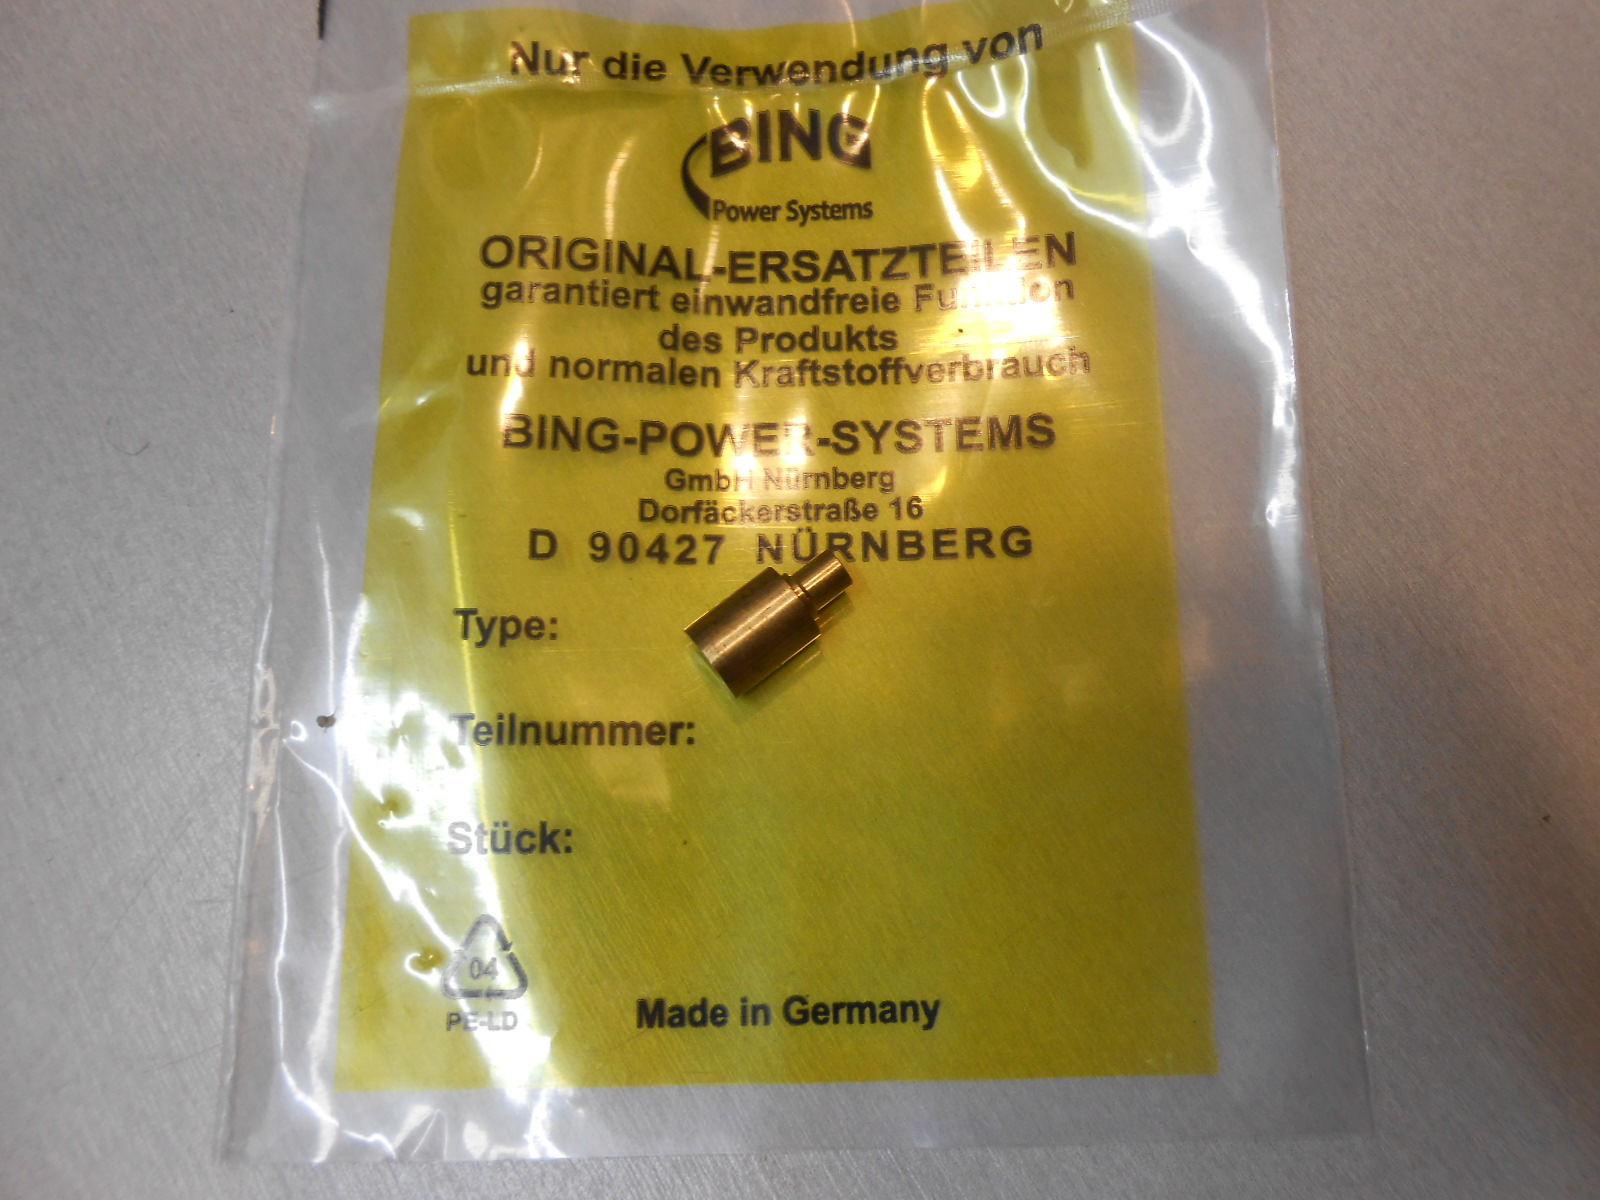 Nur die Verwendung von
BING
Power Systems
ORIGINAL-ERSATZTEILEN
garantiert einwandfreie Funktion
des Produkts
und normalen Kraftstoffverbrauch
BING-POWER-SYSTEMS
GmbH Nürnberg
Dorfäckerstraße 16
D 90427 NÜRNBERG
Type:
Teilnummer:
Stück:
04
PE-LD
Made in Germany